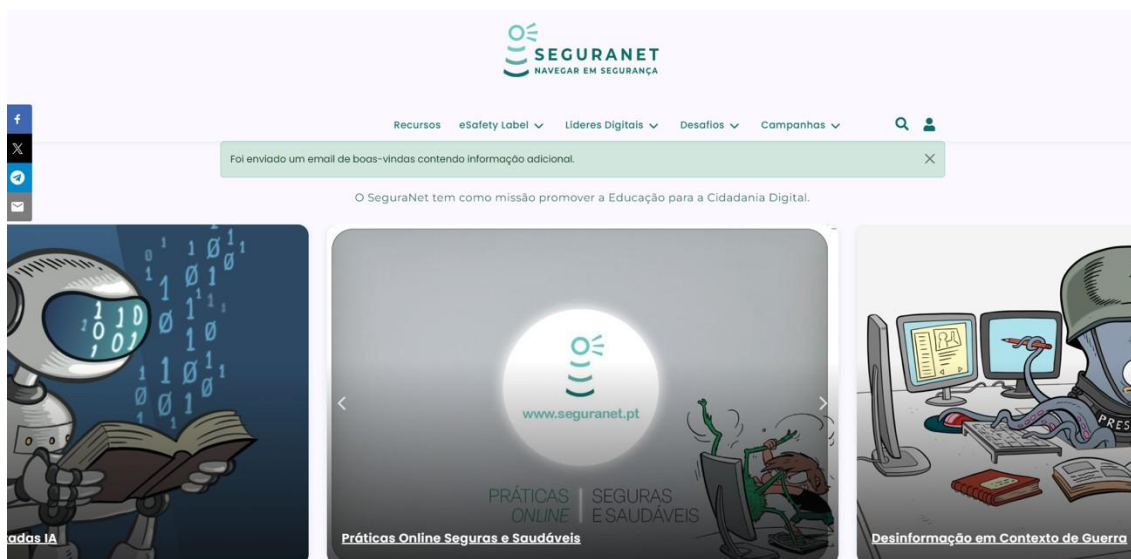 SEGURANET
NAVEGAR EM SEGURANÇA
Recursos eSafety Label Líderes Digitais Desafios Campanhas
Foi enviado um email de boas-vindas contendo informação adicional.
O SeguraNet tem como missão promover a Educação para a Cidadania Digital.
www.seguranet.pt
PRÁTICAS ONLINE
SEGURAS E SAUDÁVEIS
adas IA
Práticas Online Seguras e Saudáveis
PRES
Desinformação em Contexto de Guerra